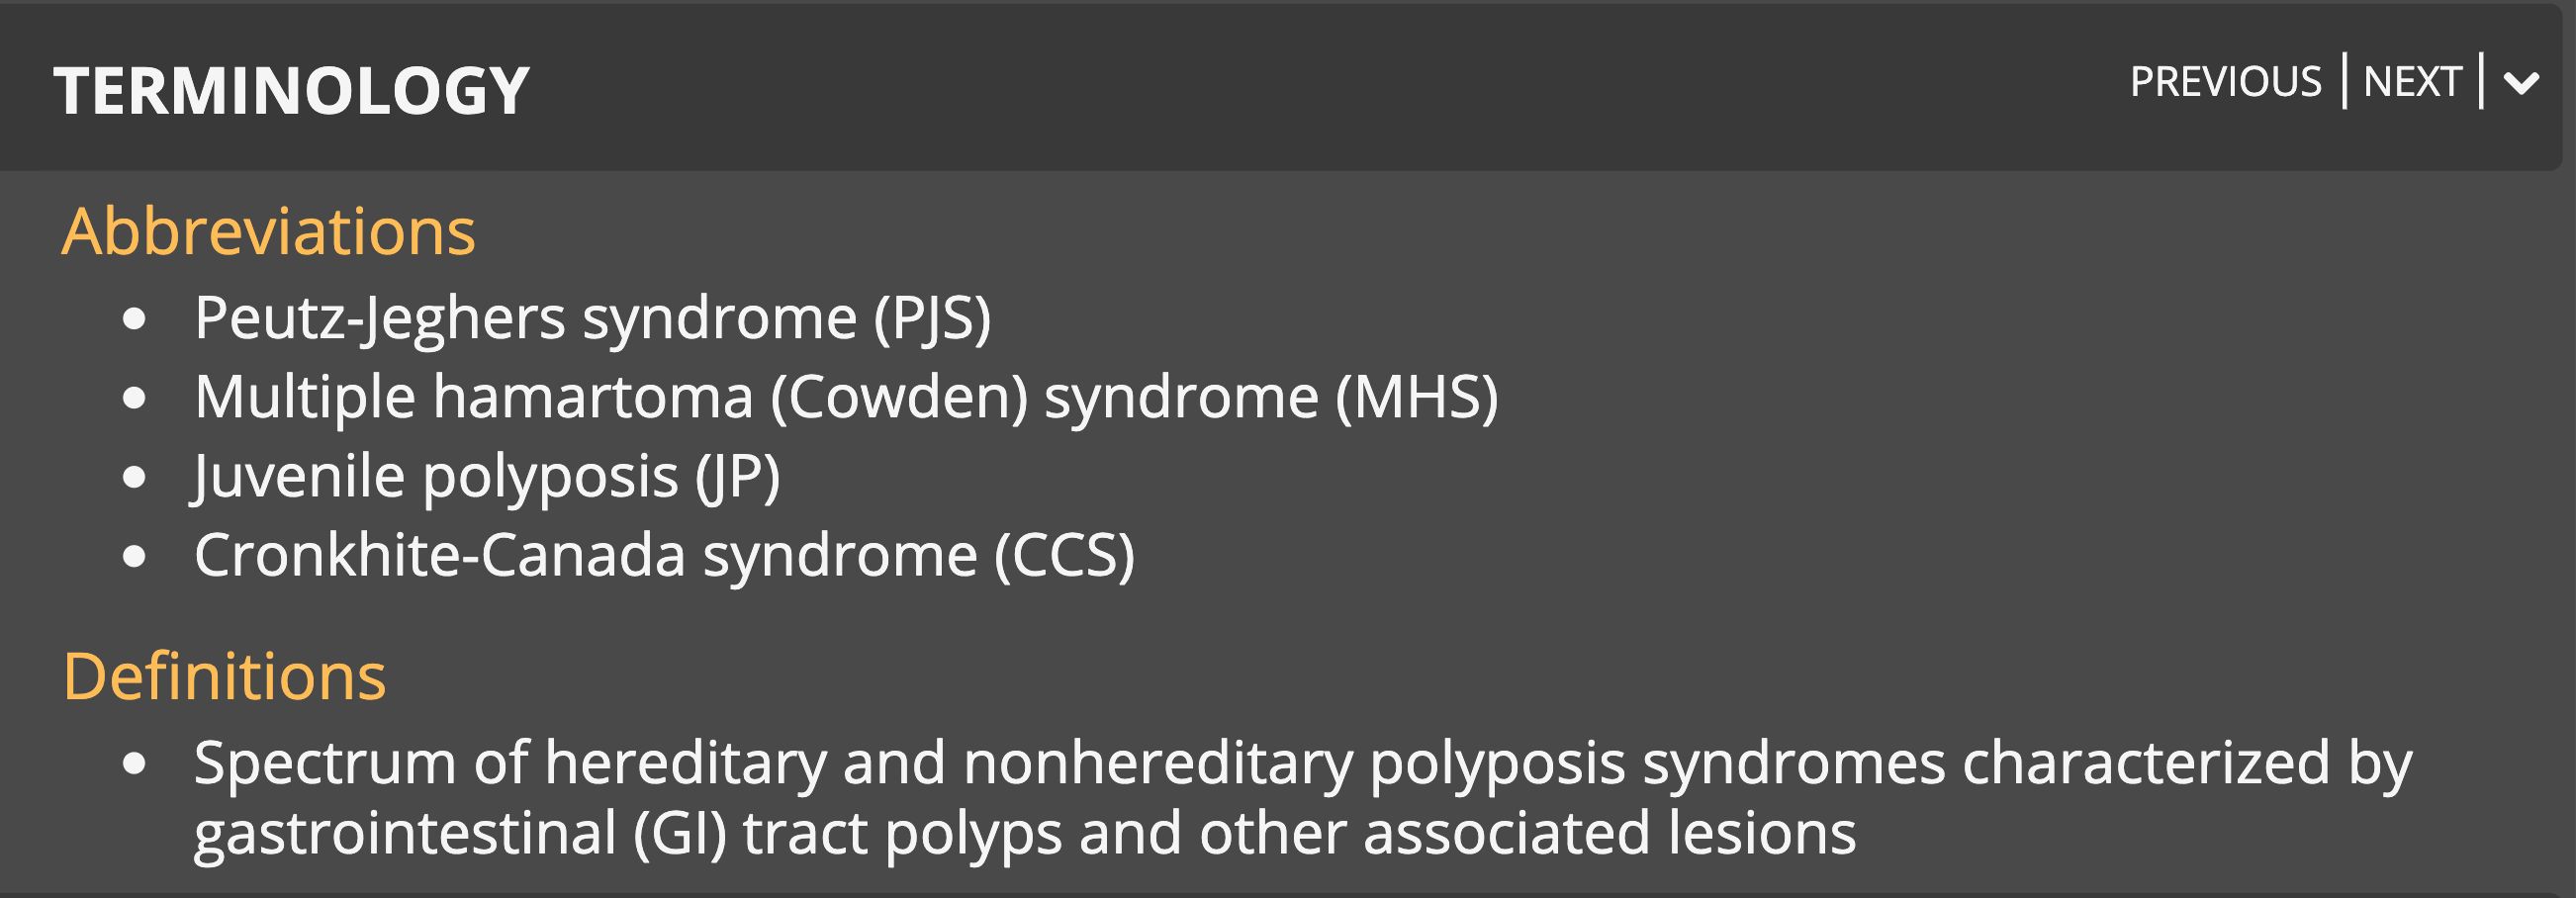 TERMINOLOGY
PREVIOUS | NEXT |
Abbreviations
• Peutz-Jeghers syndrome (PJS)
• Multiple hamartoma (Cowden) syndrome (MHS)
• Juvenile polyposis (JP)
• Cronkhite-Canada syndrome (CCS)
Definitions
• Spectrum of hereditary and nonhereditary polyposis syndromes characterized by
gastrointestinal (GI) tract polyps and other associated lesions